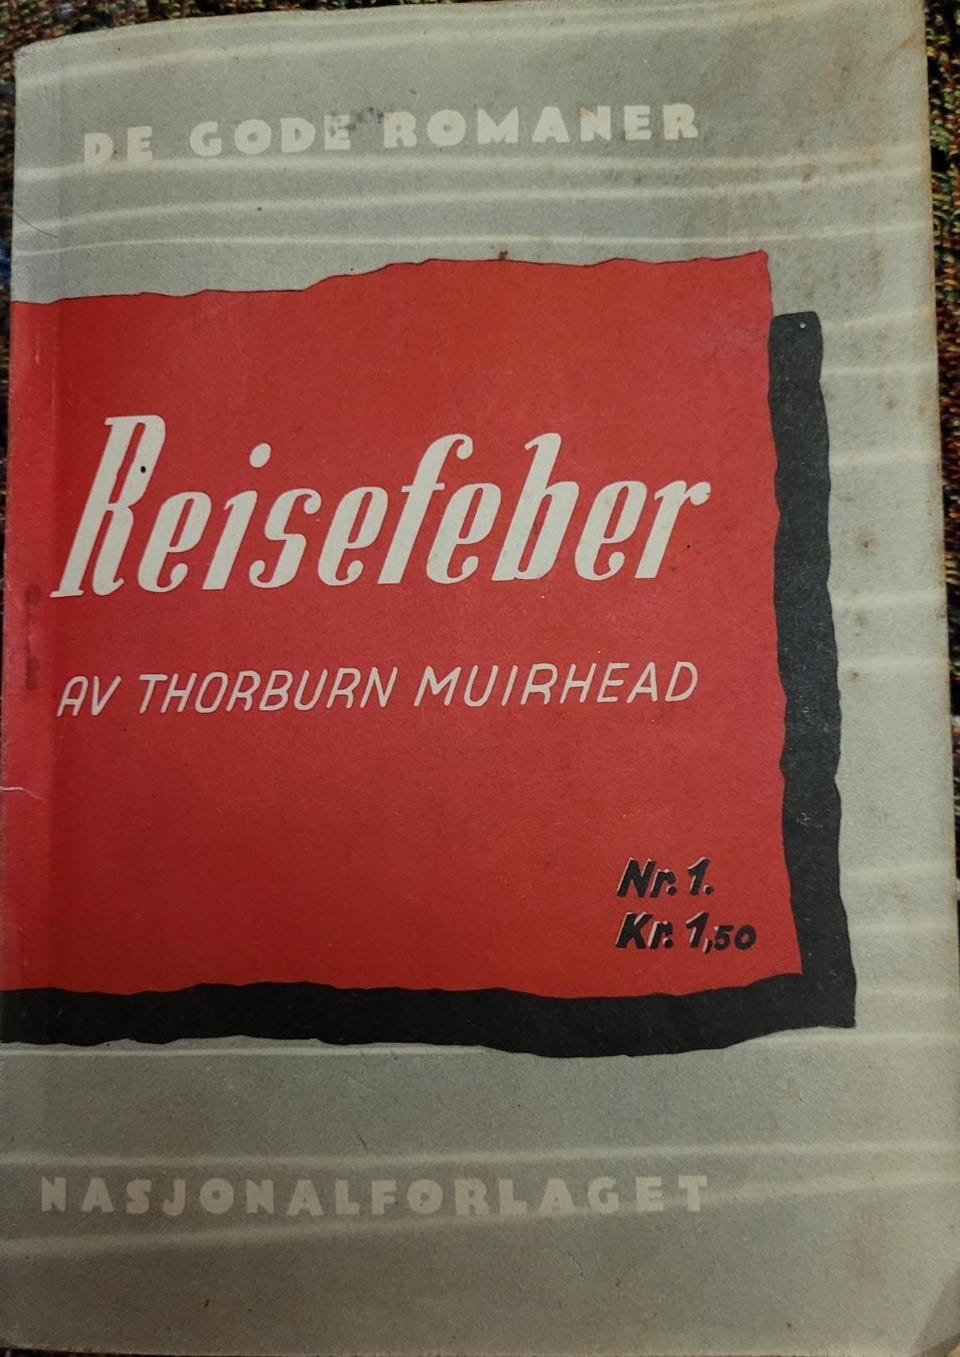 DE GODE ROMANER
Reisefeber
AV THORBURN MUIRHEAD
Nr. 1.
Kr. 1,50
NASJONALFORLAGET